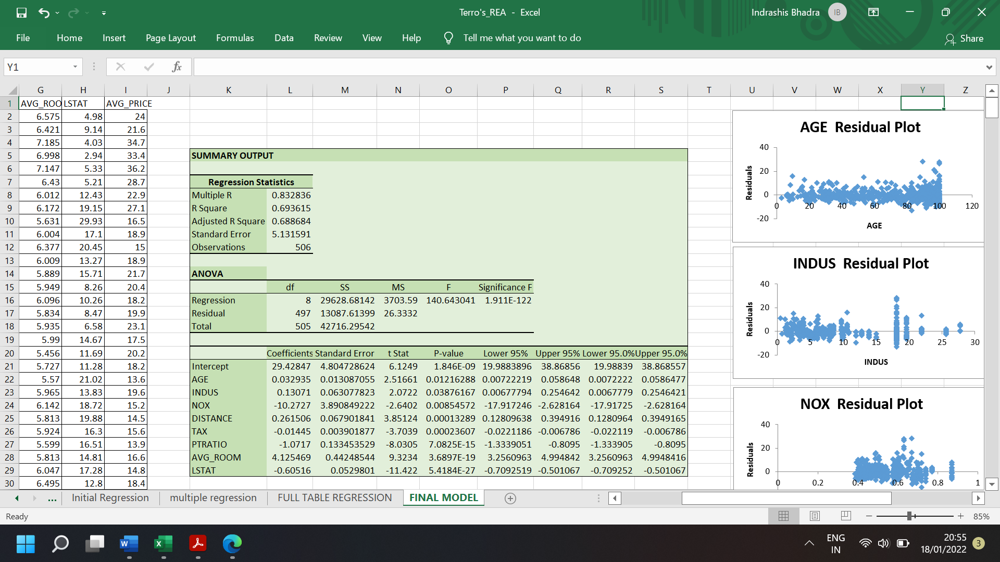 Terro's_REA - Excel
Indrashis Bhadra IB
File Home Insert Page Layout Formulas Data Review View Help Tell me what you want to do Share
Y1 fx
G H I J K L M N O P Q R S T U V W X Y Z
1 AVG_ROO LSTAT AVG_PRICE
2 6.575 4.98 24
3 6.421 9.14 21.6
4 7.185 4.03 34.7
5 6.998 2.94 33.4 SUMMARY OUTPUT
6 7.147 5.33 36.2
7 6.43 5.21 28.7 Regression Statistics
8 6.012 12.43 22.9 Multiple R 0.832836
9 6.172 19.15 27.1 R Square 0.693615
10 5.631 29.93 16.5 Adjusted R Square 0.688684
11 6.004 17.1 18.9 Standard Error 5.131591
12 6.377 20.45 15 Observations 506
13 6.009 13.27 18.9
14 5.889 15.71 21.7 ANOVA
15 5.949 8.26 20.4 df SS MS F Significance F
16 6.096 10.26 18.2 Regression 8 29628.68142 3703.59 140.643041 1.911E-122
17 5.834 8.47 19.9 Residual 497 13087.61399 26.3332
18 5.935 6.58 23.1 Total 505 42716.29542
19 5.99 14.67 17.5
20 5.456 11.69 20.2 Coefficients Standard Error t Stat P-value Lower 95% Upper 95% Lower 95.0% Upper 95.0%
21 5.727 11.28 18.2 Intercept 29.42847 4.804728624 6.1249 1.846E-09 19.9883896 38.86856 19.98839 38.868557
22 5.57 21.02 13.6 AGE 0.032935 0.013087055 2.51661 0.01216288 0.00722219 0.058648 0.0072222 0.0586477
23 5.965 13.83 19.6 INDUS 0.13071 0.063077823 2.0722 0.03876167 0.00677794 0.254642 0.0067779 0.2546421
24 6.142 18.72 15.2 NOX -10.2727 3.890849222 -2.6402 0.00854572 -17.917246 -2.628164 -17.91725 -2.628164
25 5.813 19.88 14.5 DISTANCE 0.261506 0.067901841 3.85124 0.00013289 0.12809638 0.394916 0.1280964 0.3949165
26 5.924 16.3 15.6 TAX -0.01445 0.003901877 -3.7039 0.00023607 -0.0221186 -0.006786 -0.022119 -0.006786
27 5.599 16.51 13.9 PTRATIO -1.0717 0.133453529 -8.0305 7.0825E-15 -1.3339051 -0.8095 -1.333905 -0.8095
28 5.813 14.81 16.6 AVG_ROOM 4.125469 0.44248544 9.3234 3.6897E-19 3.2560963 4.994842 3.2560963 4.9948416
29 6.047 17.28 14.8 LSTAT -0.60516 0.0529801 -11.422 5.4184E-27 -0.7092519 -0.501067 -0.709252 -0.501067
30 6.495 12.8 18.4
AGE Residual Plot
40
20
0
-20
Residuals
0 20 40 60 80 100 120
AGE
INDUS Residual Plot
40
20
0
-20
Residuals
0 5 10 15 20 25 30
INDUS
NOX Residual Plot
40
20
0
Residuals
0 0.2 0.4 0.6 0.8 1
... Initial Regression multiple regression FULL TABLE REGRESSION FINAL MODEL
Ready 85%
W X
ENG
IN
20:55
18/01/2022
3